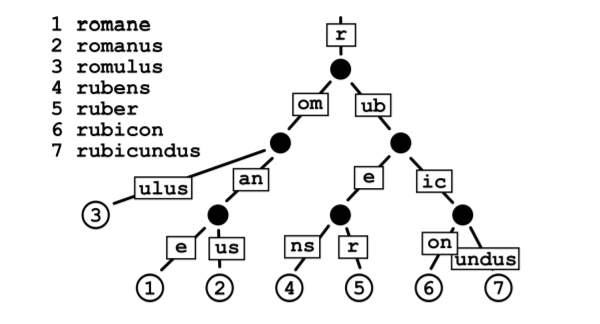 1 romane
2 romanus
3 romulus
4 rubens
5 ruber
6 rubicon
7 rubicundus
r
om
ub
ulus
an
e
ic
3
e
us
ns
r
on
undus
1
2
4
5
6
7